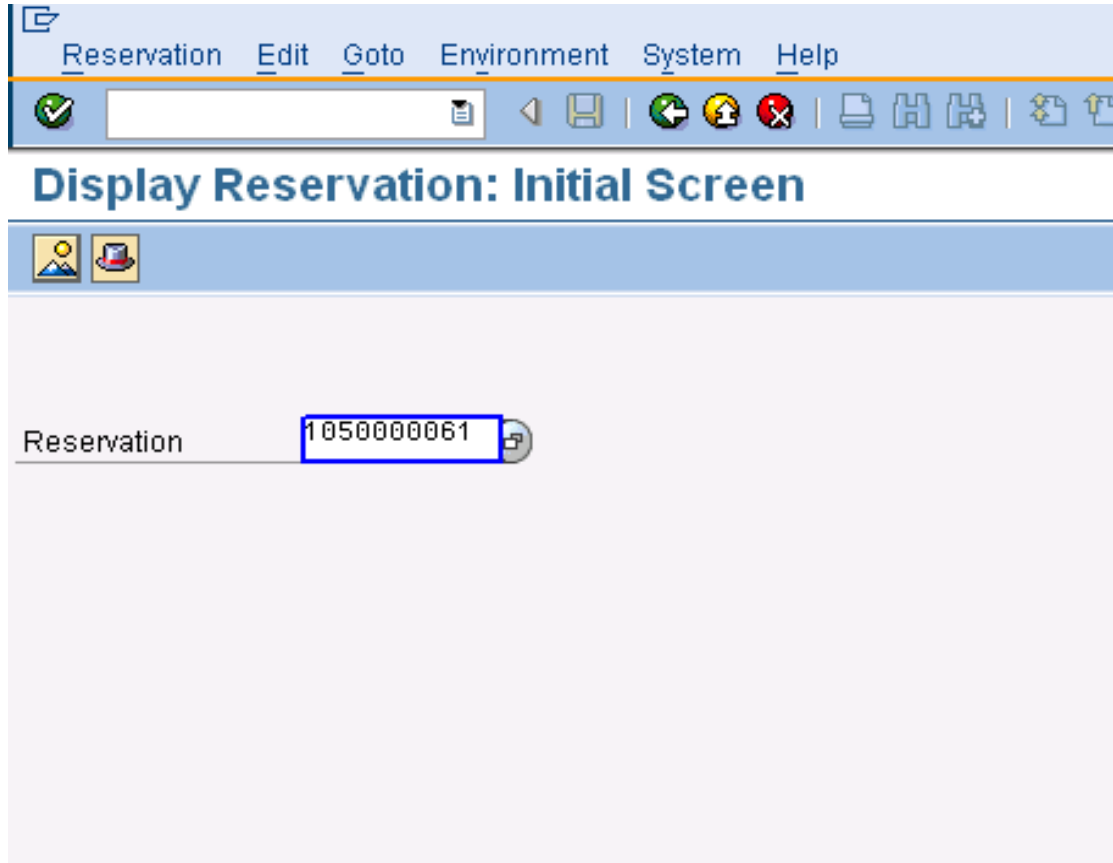 Reservation Edit Goto Environment System Help
Display Reservation: Initial Screen
Reservation 1050000061